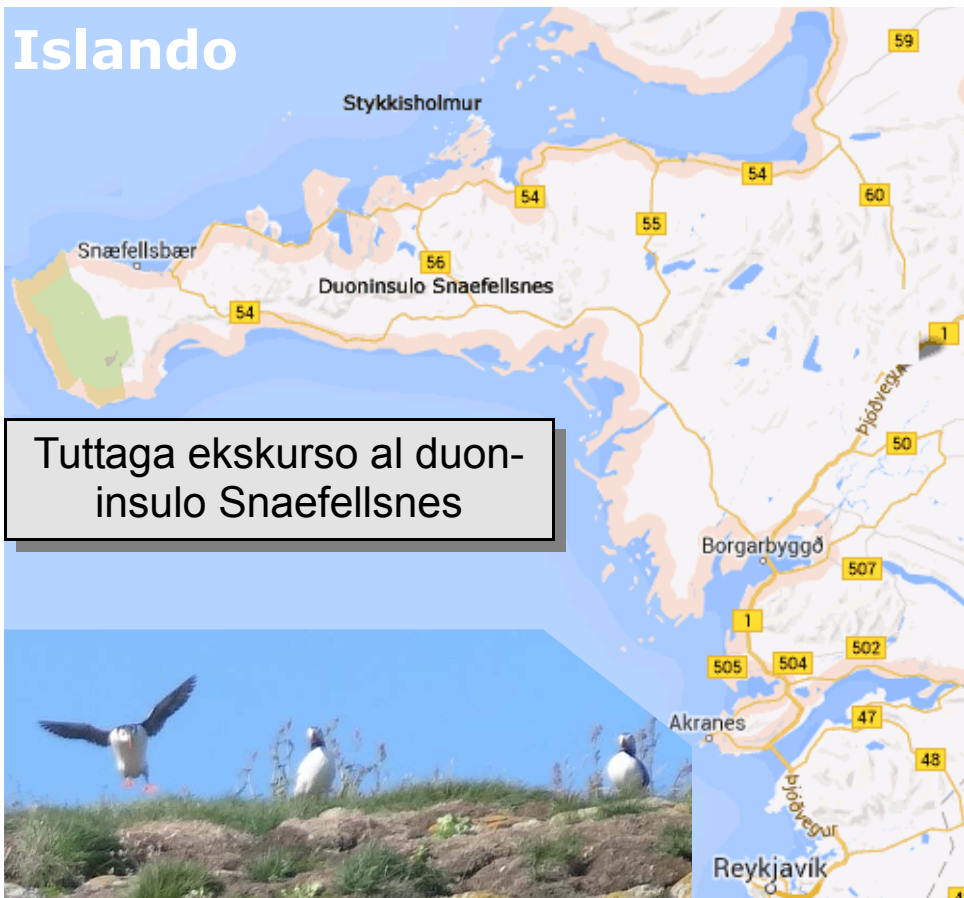 Islando
59
Stykkisholmur
54
54
60
55
Snæfellsbær
56
Duoninsulo Snaefellsnes
54
1
Þjóðvegur
Tuttaga ekskurso al duon-
insulo Snaefellsnes
50
Borgarbyggð
507
1
502
505
504
Akranes
47
48
Þjóðvegur
Reykjavík